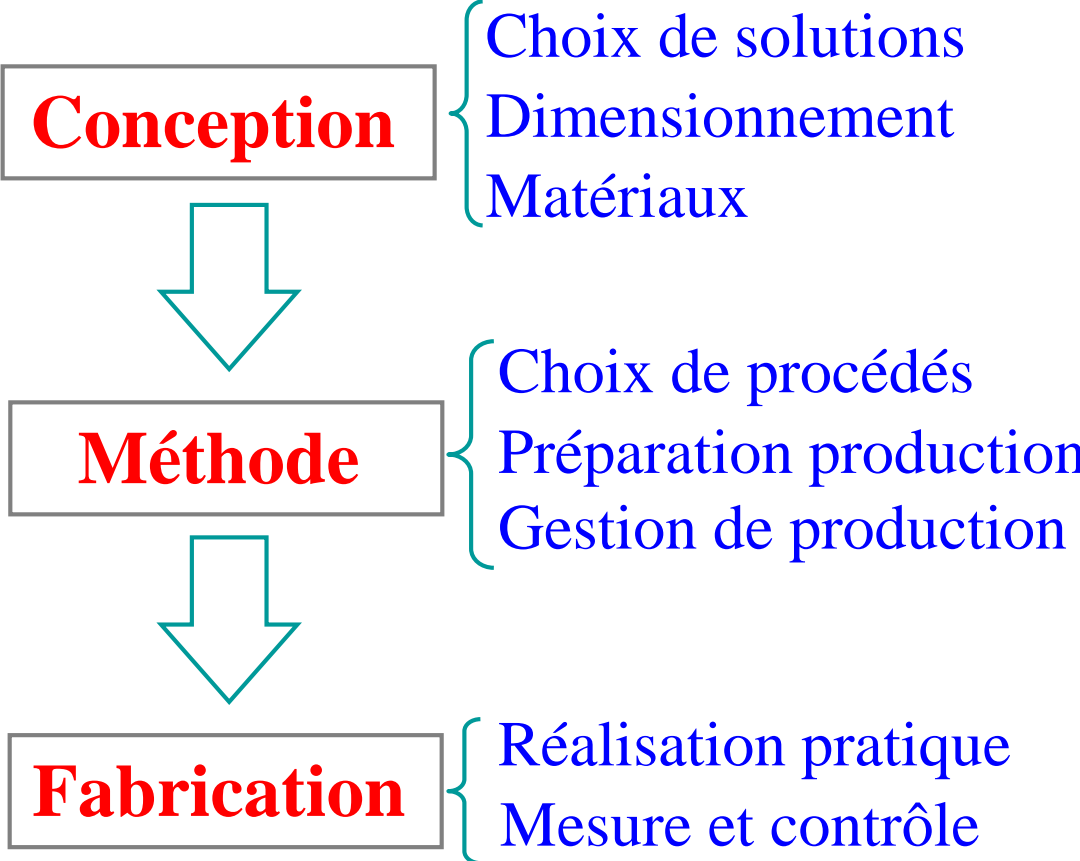 Choix de solutions
Conception
Dimensionnement
Matériaux
Choix de procédés
Méthode
Préparation production
Gestion de production
Réalisation pratique
Fabrication
Mesure et contrôle